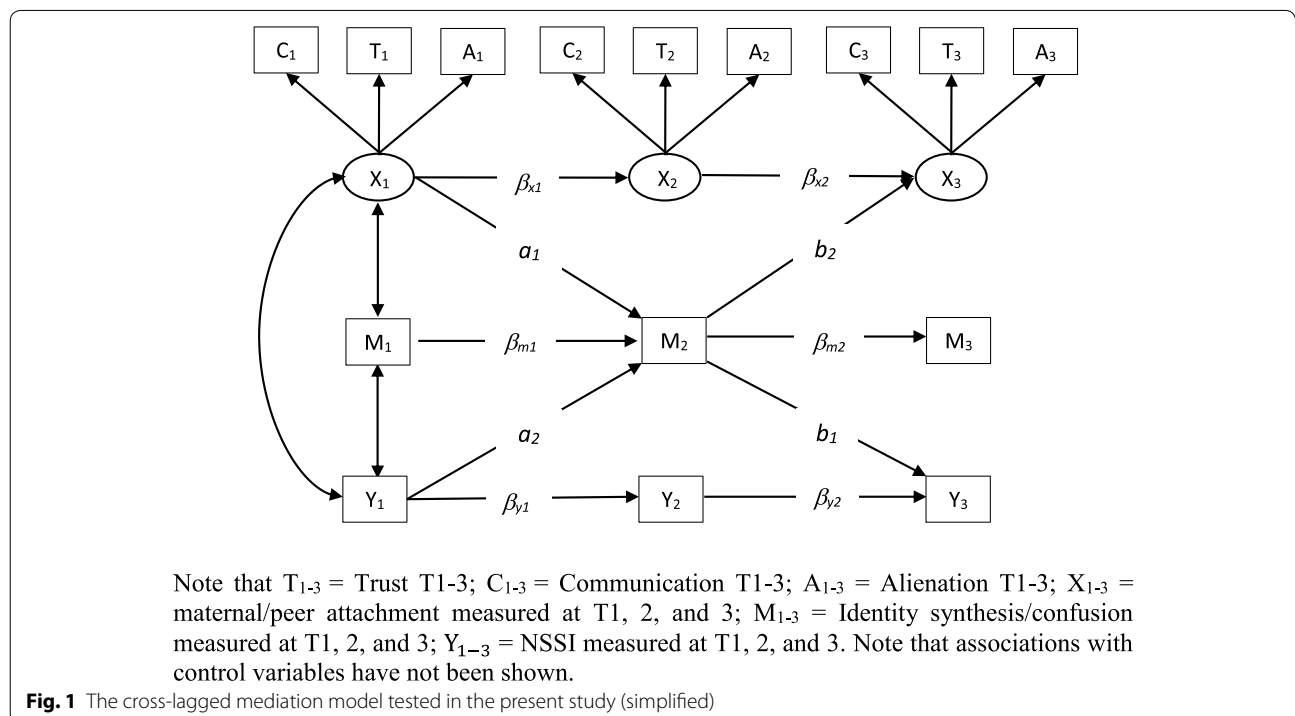 C₁ T₁ A₁ C₂ T₂ A₂ C₃ T₃ A₃
X₁ βx1 X₂ βx2 X₃
a₁ b₂
M₁ βm1 M₂ βm2 M₃
a₂ b₁
Y₁ βy1 Y₂ βy2 Y₃
Note that T₁₋₃ = Trust T1-3; C₁₋₃ = Communication T1-3; A₁₋₃ = Alienation T1-3; X₁₋₃ =
maternal/peer attachment measured at T1, 2, and 3; M₁₋₃ = Identity synthesis/confusion
measured at T1, 2, and 3; Y₁₋₃ = NSSI measured at T1, 2, and 3. Note that associations with
control variables have not been shown.
Fig. 1 The cross-lagged mediation model tested in the present study (simplified)